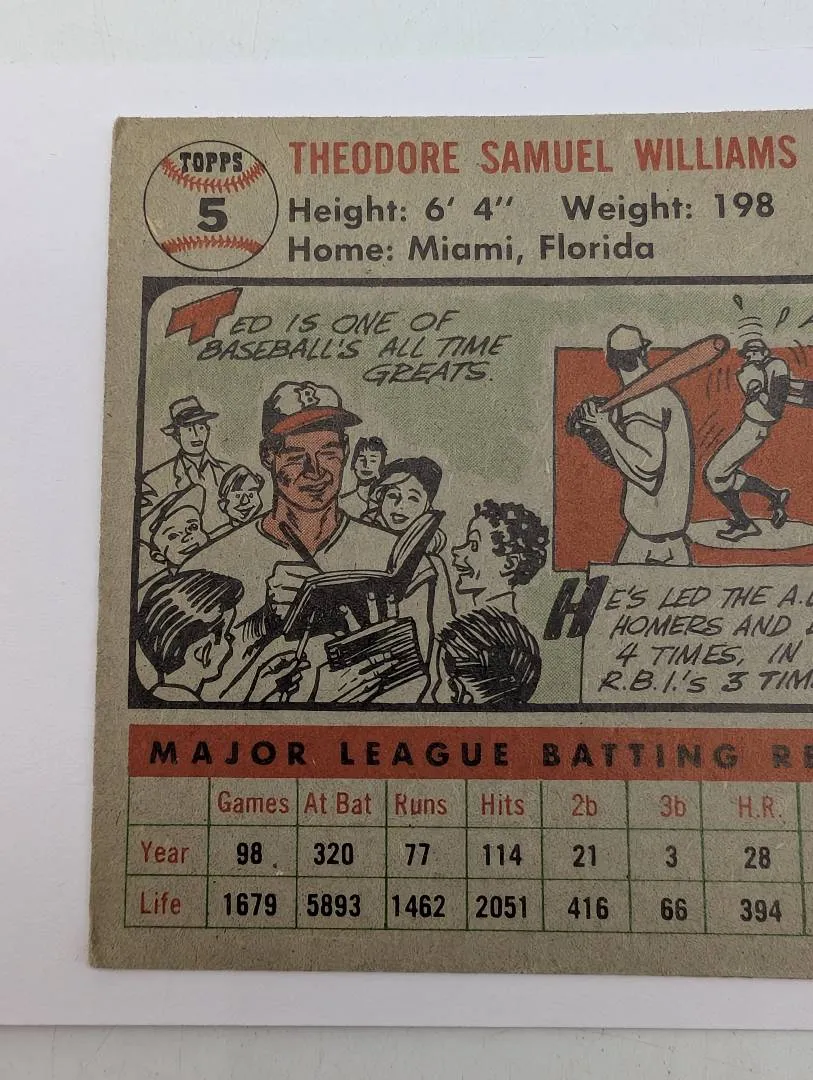 TOPPS
5
THEODORE SAMUEL WILLIAMS
Height: 6' 4" Weight: 198
Home: Miami, Florida
TED IS ONE OF
BASEBALL'S ALL TIME
GREATS.
B
HE'S LED THE A.L
HOMERS AND
4 TIMES, IN
R.B.I.'s 3 TIM
MAJOR LEAGUE BATTING RE
Games At Bat Runs Hits 2b 3b H.R.
Year 98 320 77 114 21 3 28
Life 1679 5893 1462 2051 416 66 394